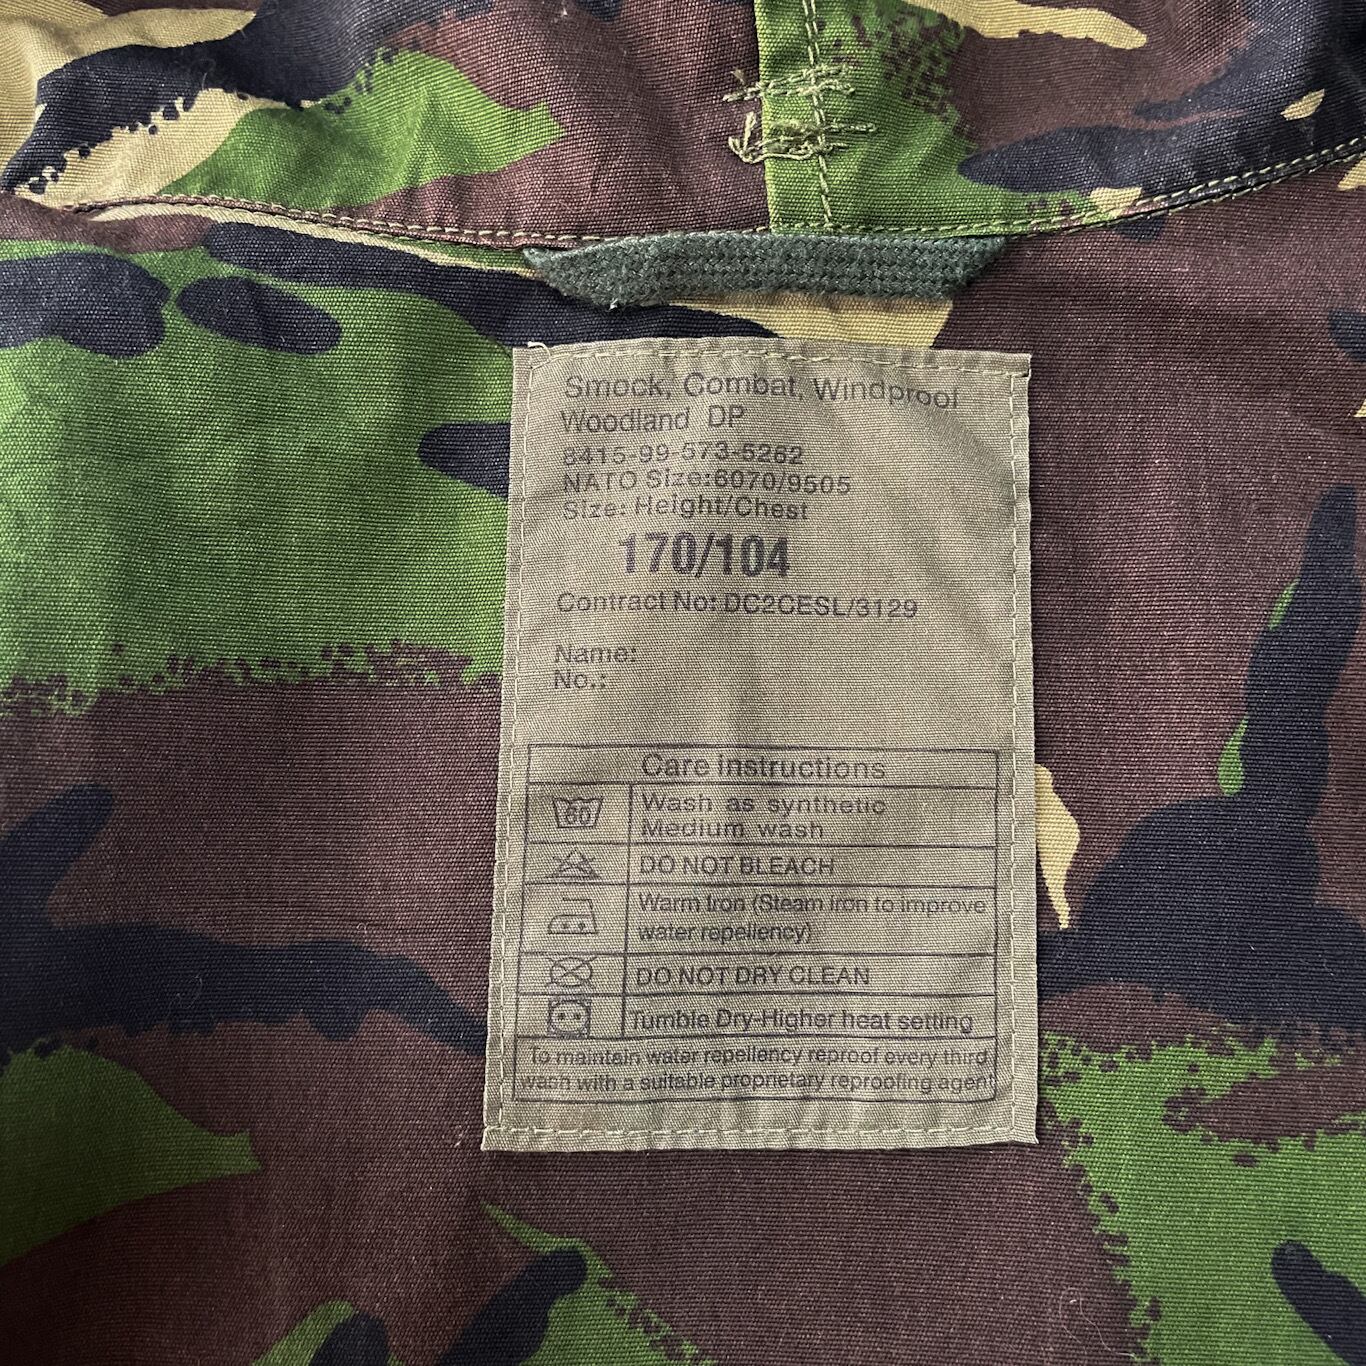 Smock, Combat, Windproof
Woodland DP
8415-99-573-5262
NATO Size:6070/9505
Size: Height/Chest
170/104
Contract No: DC2CESL/3129
Name:
No.:
Care instructions
60
Wash as synthetic
Medium wash
DO NOT BLEACH
Warm Iron (Steam iron to improve
water repellency)
DO NOT DRY CLEAN
Tumble Dry-Higher heat setting
To maintain water repellency reproof every third
wash with a suitable proprietary reproofing agent